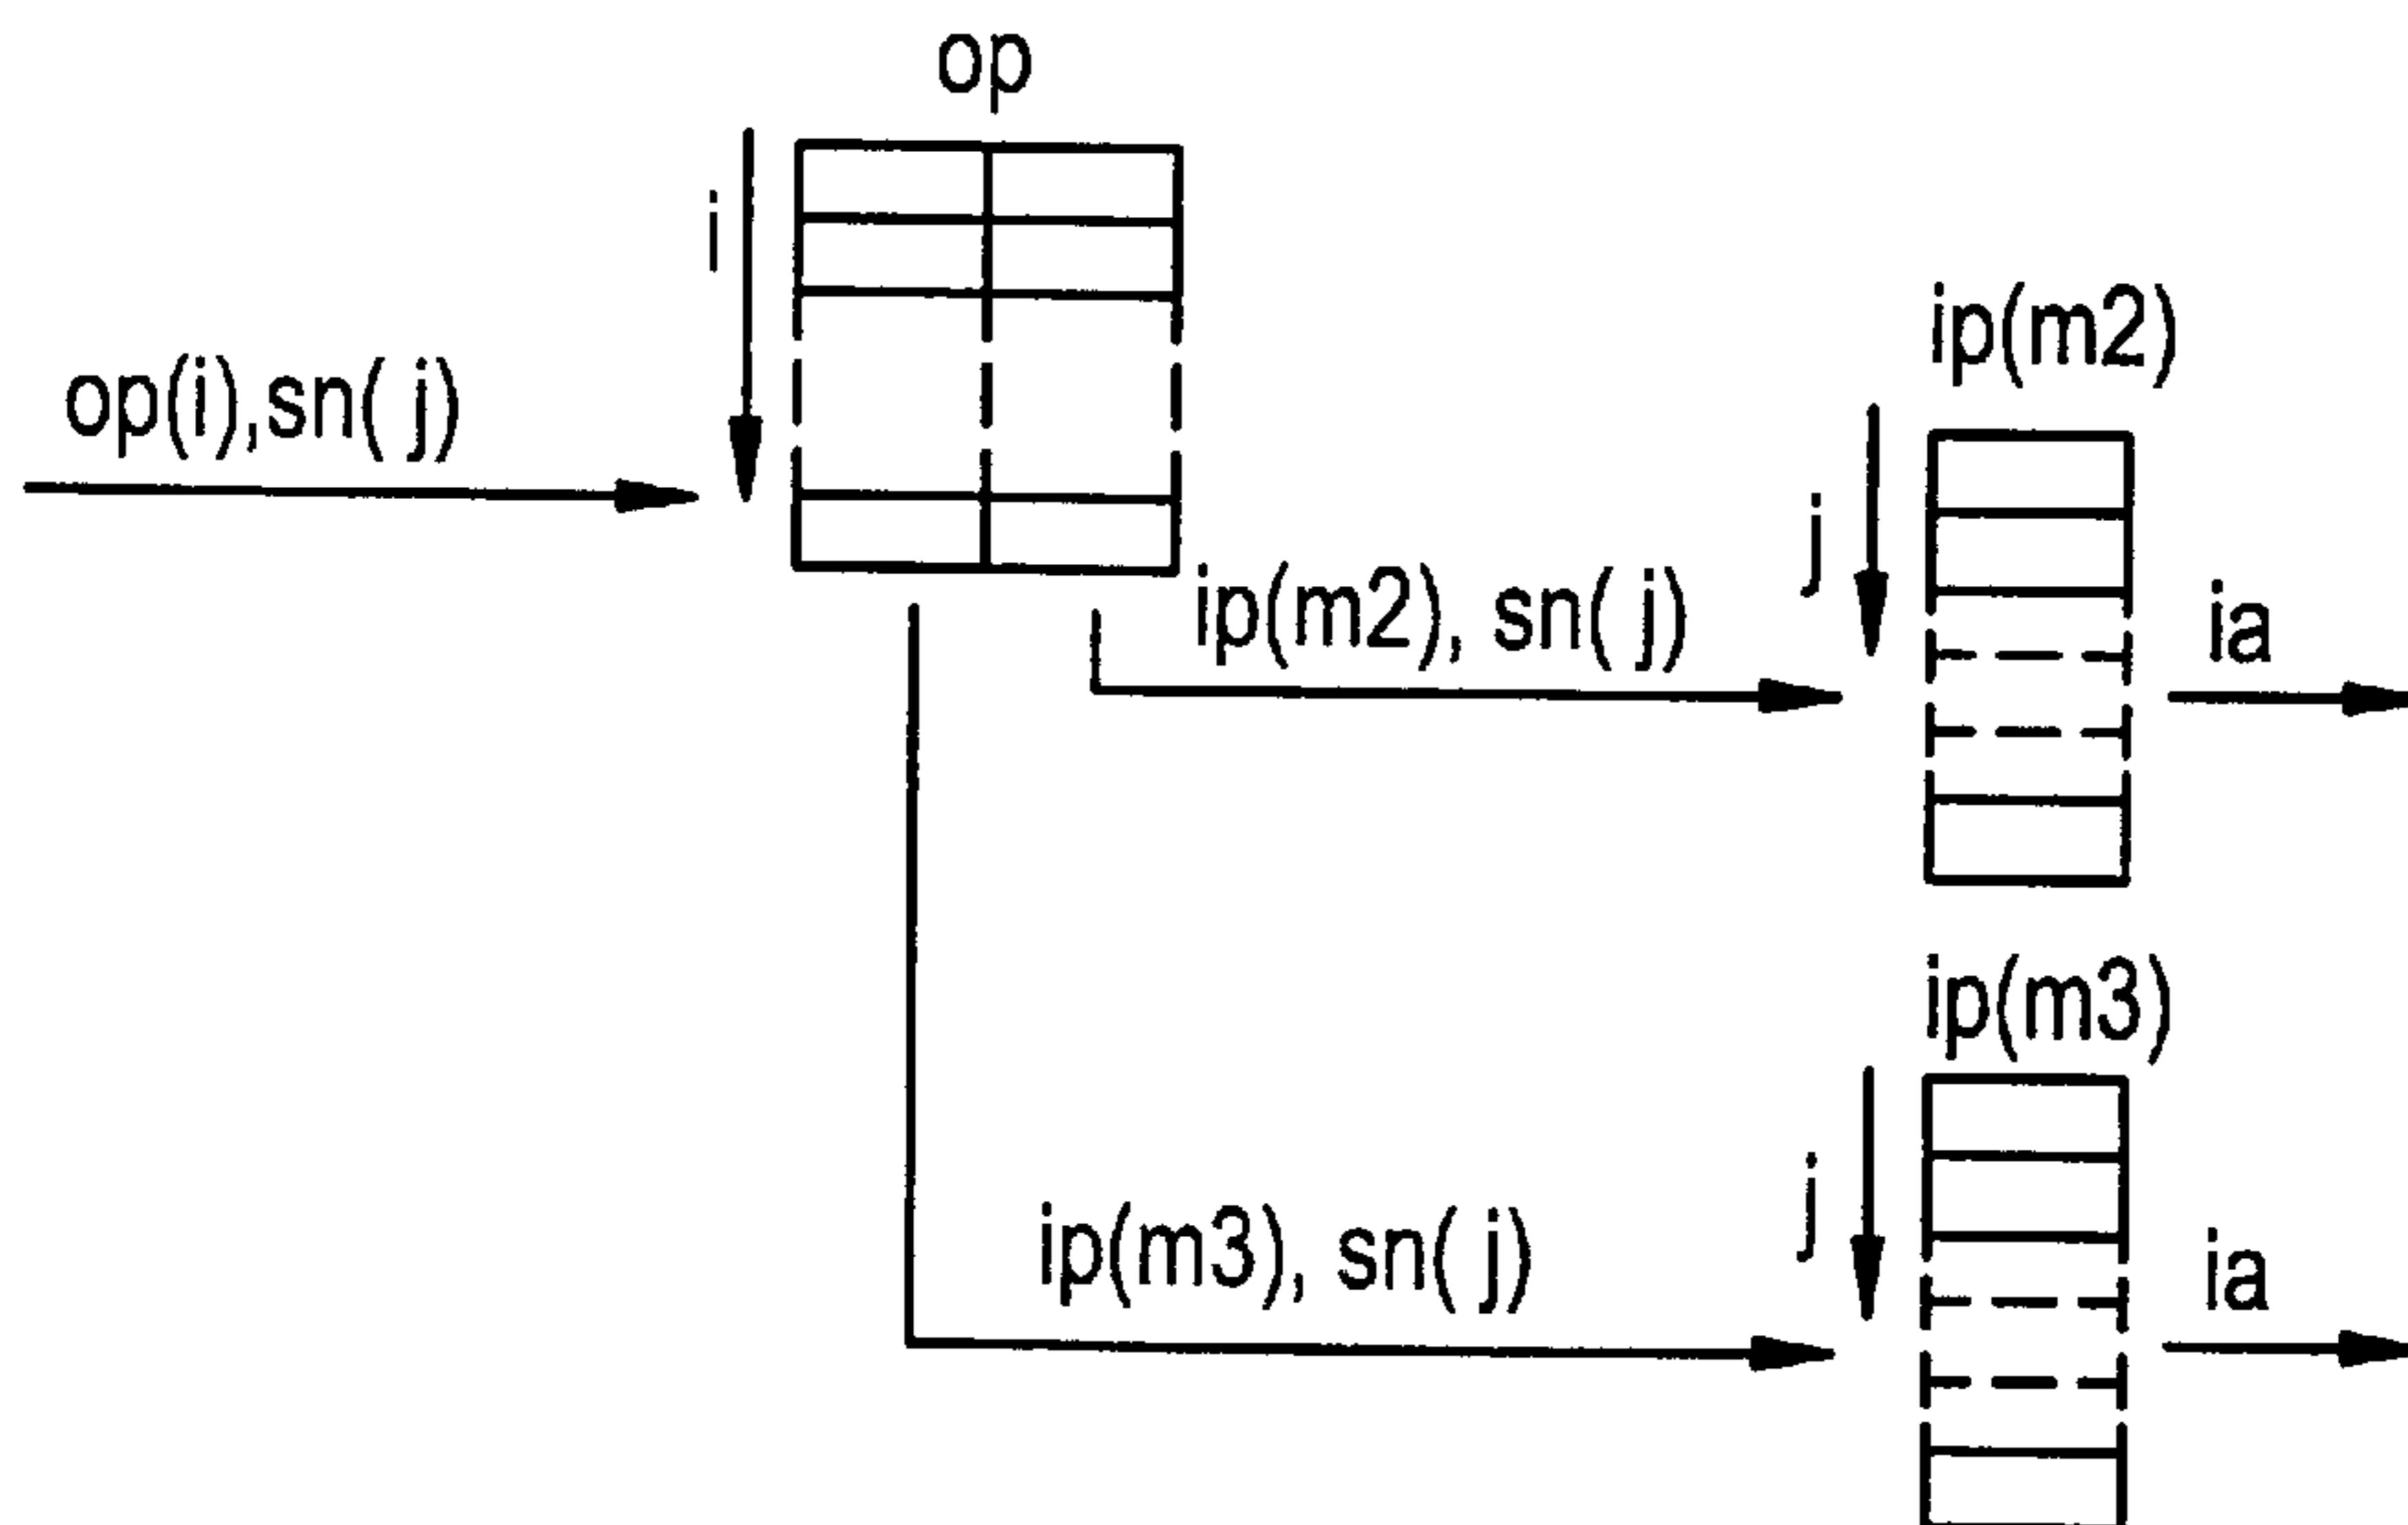 op
i
op(i),sn( j)
ip(m2)
j
ip(m2), sn( j)
ia
ip(m3)
j
ip(m3), sn( j)
ia